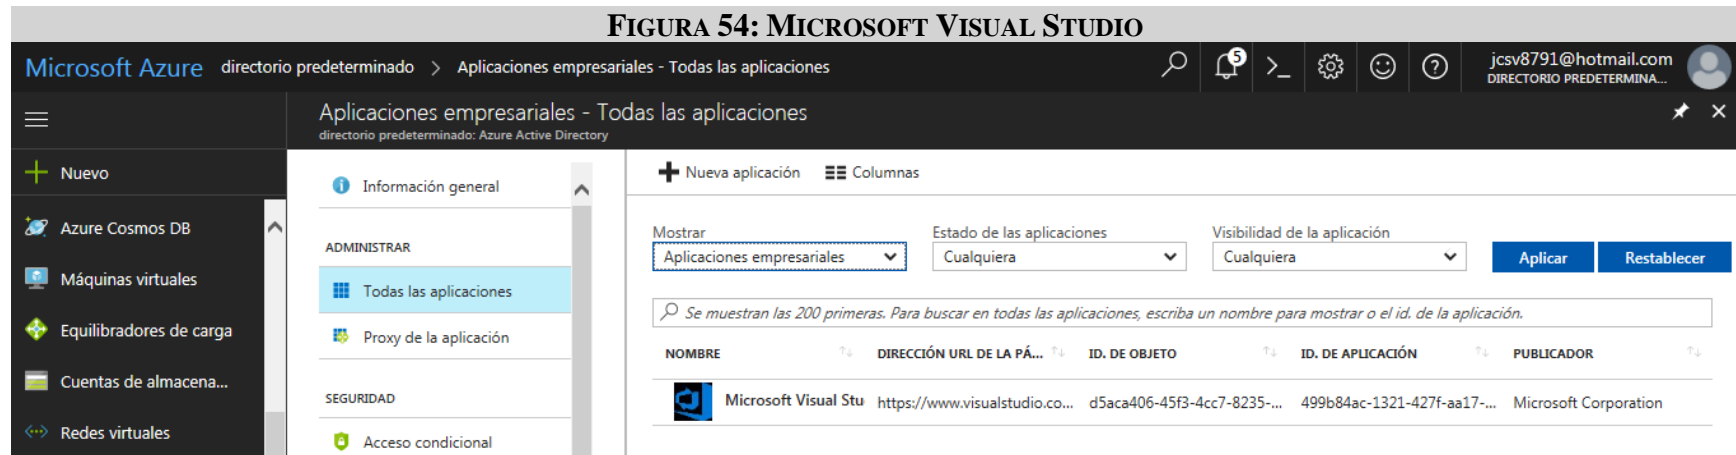 FIGURA 54: MICROSOFT VISUAL STUDIO
Microsoft Azure directorio predeterminado > Aplicaciones empresariales - Todas las aplicaciones
5
jcsv8791@hotmail.com
DIRECTORIO PREDETERMINA...
Aplicaciones empresariales - Todas las aplicaciones
directorio predeterminado: Azure Active Directory
Nuevo
Azure Cosmos DB
Máquinas virtuales
Equilibradores de carga
Cuentas de almacena...
Redes virtuales
Información general
ADMINISTRAR
Todas las aplicaciones
Proxy de la aplicación
SEGURIDAD
Acceso condicional
Nueva aplicación Columnas
Mostrar Estado de las aplicaciones Visibilidad de la aplicación
Aplicaciones empresariales Cualquiera Cualquiera Aplicar Restablecer
Se muestran las 200 primeras. Para buscar en todas las aplicaciones, escriba un nombre para mostrar o el id. de la aplicación.
NOMBRE DIRECCIÓN URL DE LA PÁ... ID. DE OBJETO ID. DE APLICACIÓN PUBLICADOR
Microsoft Visual Stu https://www.visualstudio.co... d5aca406-45f3-4cc7-8235-... 499b84ac-1321-427f-aa17-... Microsoft Corporation